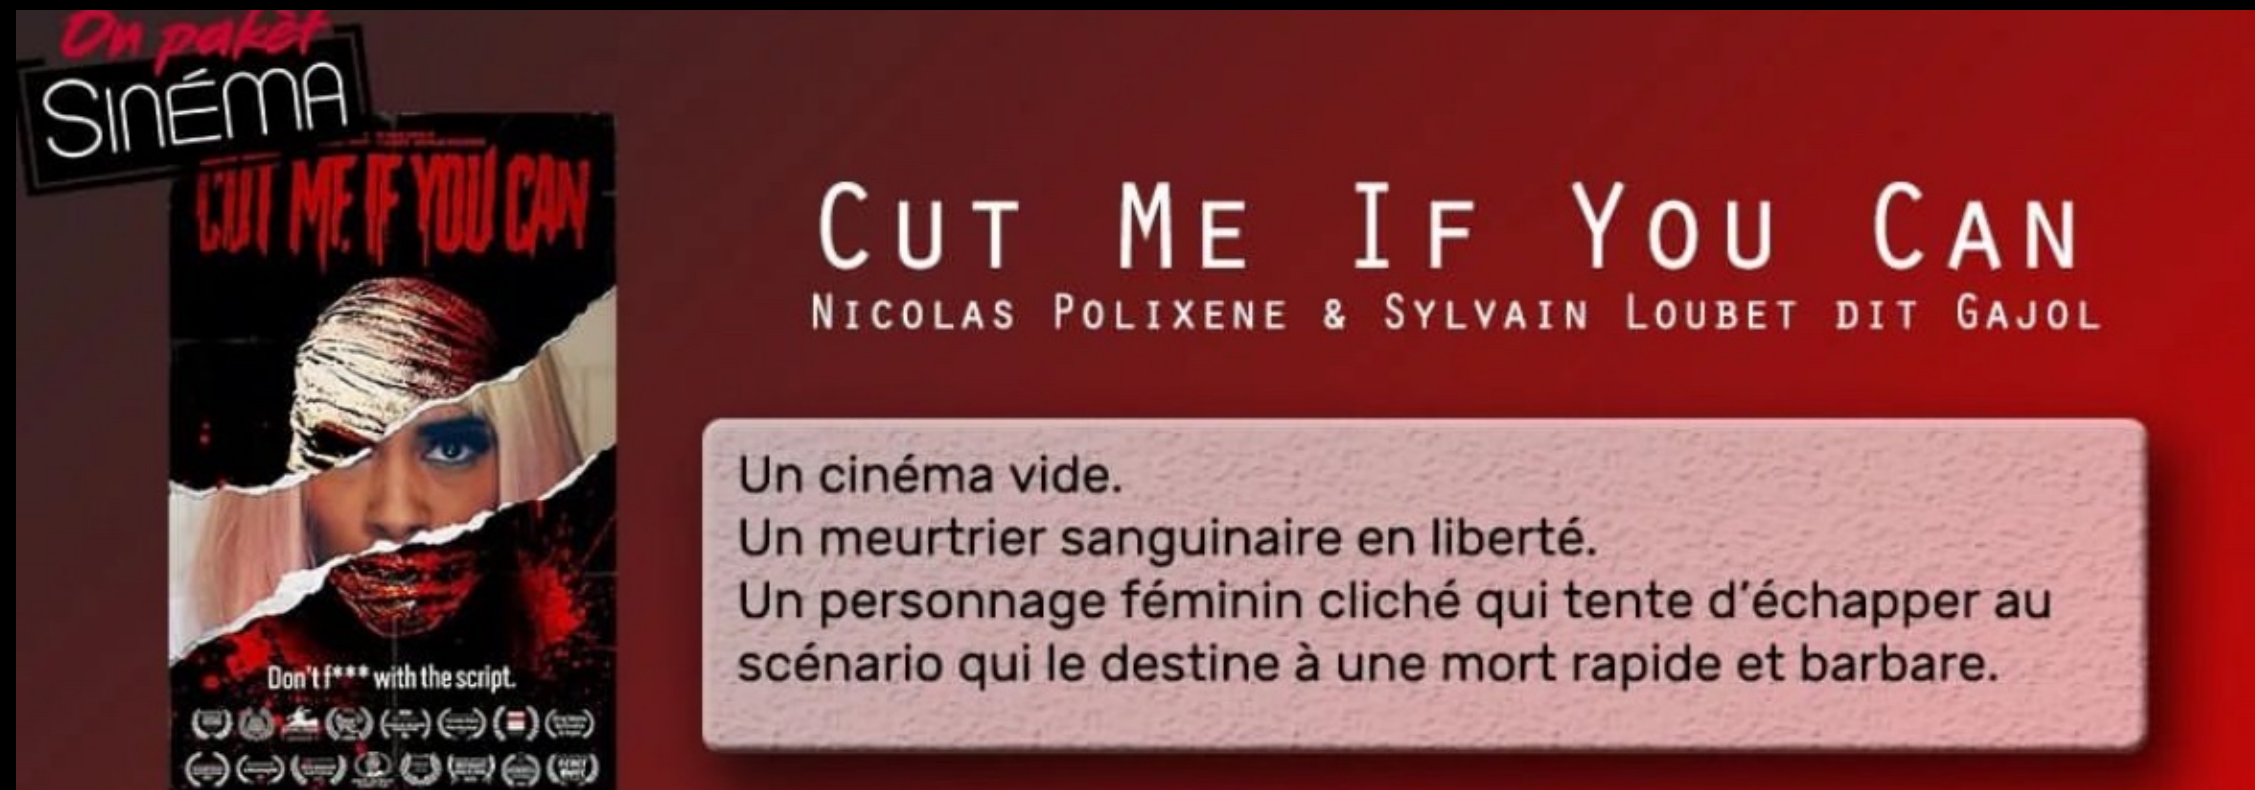 On pakèt
SINÉMA
CUT ME IF YOU CAN
Don't f*** with the script.
CUT ME IF YOU CAN
NICOLAS POLIXENE & SYLVAIN LOUBET DIT GAJOL
Un cinéma vide.
Un meurtrier sanguinaire en liberté.
Un personnage féminin cliché qui tente d'échapper au
scénario qui le destine à une mort rapide et barbare.